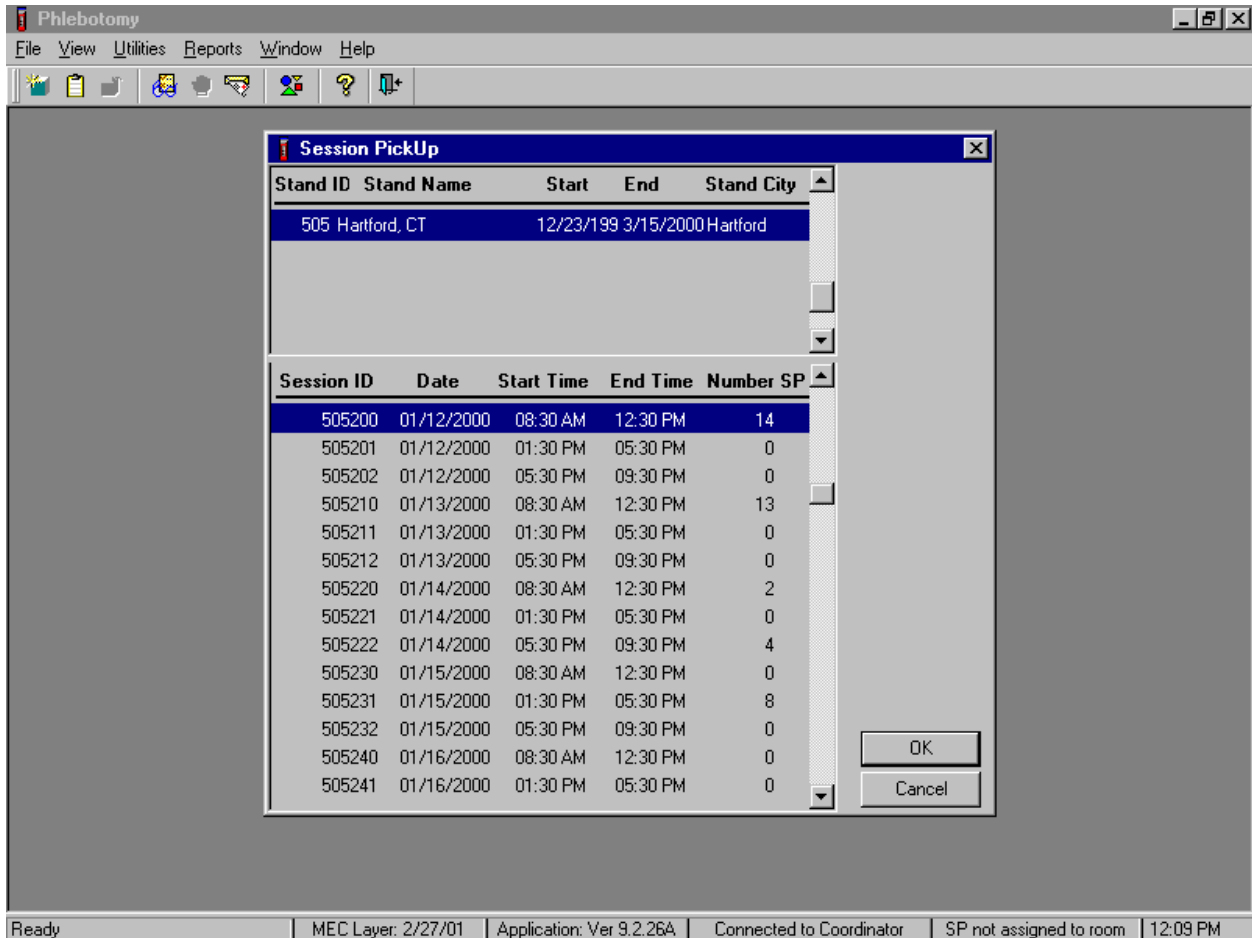 Phlebotomy
File View Utilities Reports Window Help
Session PickUp
Stand ID Stand Name Start End Stand City
505 Hartford, CT 12/23/199 3/15/2000 Hartford
Session ID Date Start Time End Time Number SP
505200 01/12/2000 08:30 AM 12:30 PM 14
505201 01/12/2000 01:30 PM 05:30 PM 0
505202 01/12/2000 05:30 PM 09:30 PM 0
505210 01/13/2000 08:30 AM 12:30 PM 13
505211 01/13/2000 01:30 PM 05:30 PM 0
505212 01/13/2000 05:30 PM 09:30 PM 0
505220 01/14/2000 08:30 AM 12:30 PM 2
505221 01/14/2000 01:30 PM 05:30 PM 0
505222 01/14/2000 05:30 PM 09:30 PM 4
505230 01/15/2000 08:30 AM 12:30 PM 0
505231 01/15/2000 01:30 PM 05:30 PM 8
505232 01/15/2000 05:30 PM 09:30 PM 0
505240 01/16/2000 08:30 AM 12:30 PM 0
505241 01/16/2000 01:30 PM 05:30 PM 0
OK
Cancel
Ready MEC Layer: 2/27/01 Application: Ver 9.2.26A Connected to Coordinator SP not assigned to room 12:09 PM